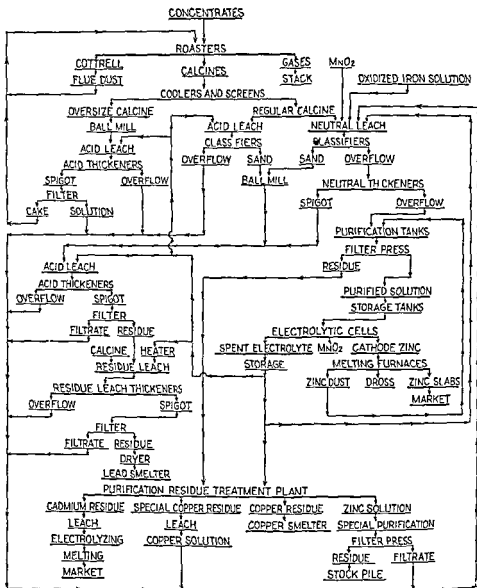 CONCENTRATES
ROASTERS
COTTRELL
FLUE DUST
CALCINES
GASES
STACK
MNO2
OXIDIZED IRON SOLUTION
COOLERS AND SCREENS
OVERSIZE CALCINE
REGULAR CALCINE
BALL MILL
ACID LEACH
NEUTRAL LEACH
ACID LEACH
CLASSIFIERS
CLASSIFIERS
ACID THICKENERS
OVERFLOW
SAND
SAND
OVERFLOW
SPIGOT
OVERFLOW
BALL MILL
NEUTRAL THICKENERS
FILTER
SPIGOT
OVERFLOW
CAKE
SOLUTION
PURIFICATION TANKS
FILTER PRESS
ACID LEACH
RESIDUE
ACID THICKENERS
PURIFIED SOLUTION
OVERFLOW
SPIGOT
STORAGE TANKS
FILTER
FILTRATE
RESIDUE
ELECTROLYTIC CELLS
CALCINE
HEATER
SPENT ELECTROLYTE
MNO2
CATHODE ZINC
RESIDUE LEACH
STORAGE
MELTING FURNACES
RESIDUE LEACH THICKENERS
ZINC DUST
DROSS
ZINC SLABS
OVERFLOW
SPIGOT
MARKET
FILTER
FILTRATE
RESIDUE
DRYER
LEAD SMELTER
PURIFICATION RESIDUE TREATMENT PLANT
CADMIUM RESIDUE
SPECIAL COPPER RESIDUE
COPPER RESIDUE
ZINC SOLUTION
LEACH
LEACH
COPPER SMELTER
SPECIAL PURIFICATION
ELECTROLYZING
COPPER SOLUTION
FILTER PRESS
MELTING
RESIDUE
FILTRATE
MARKET
STOCK PILE